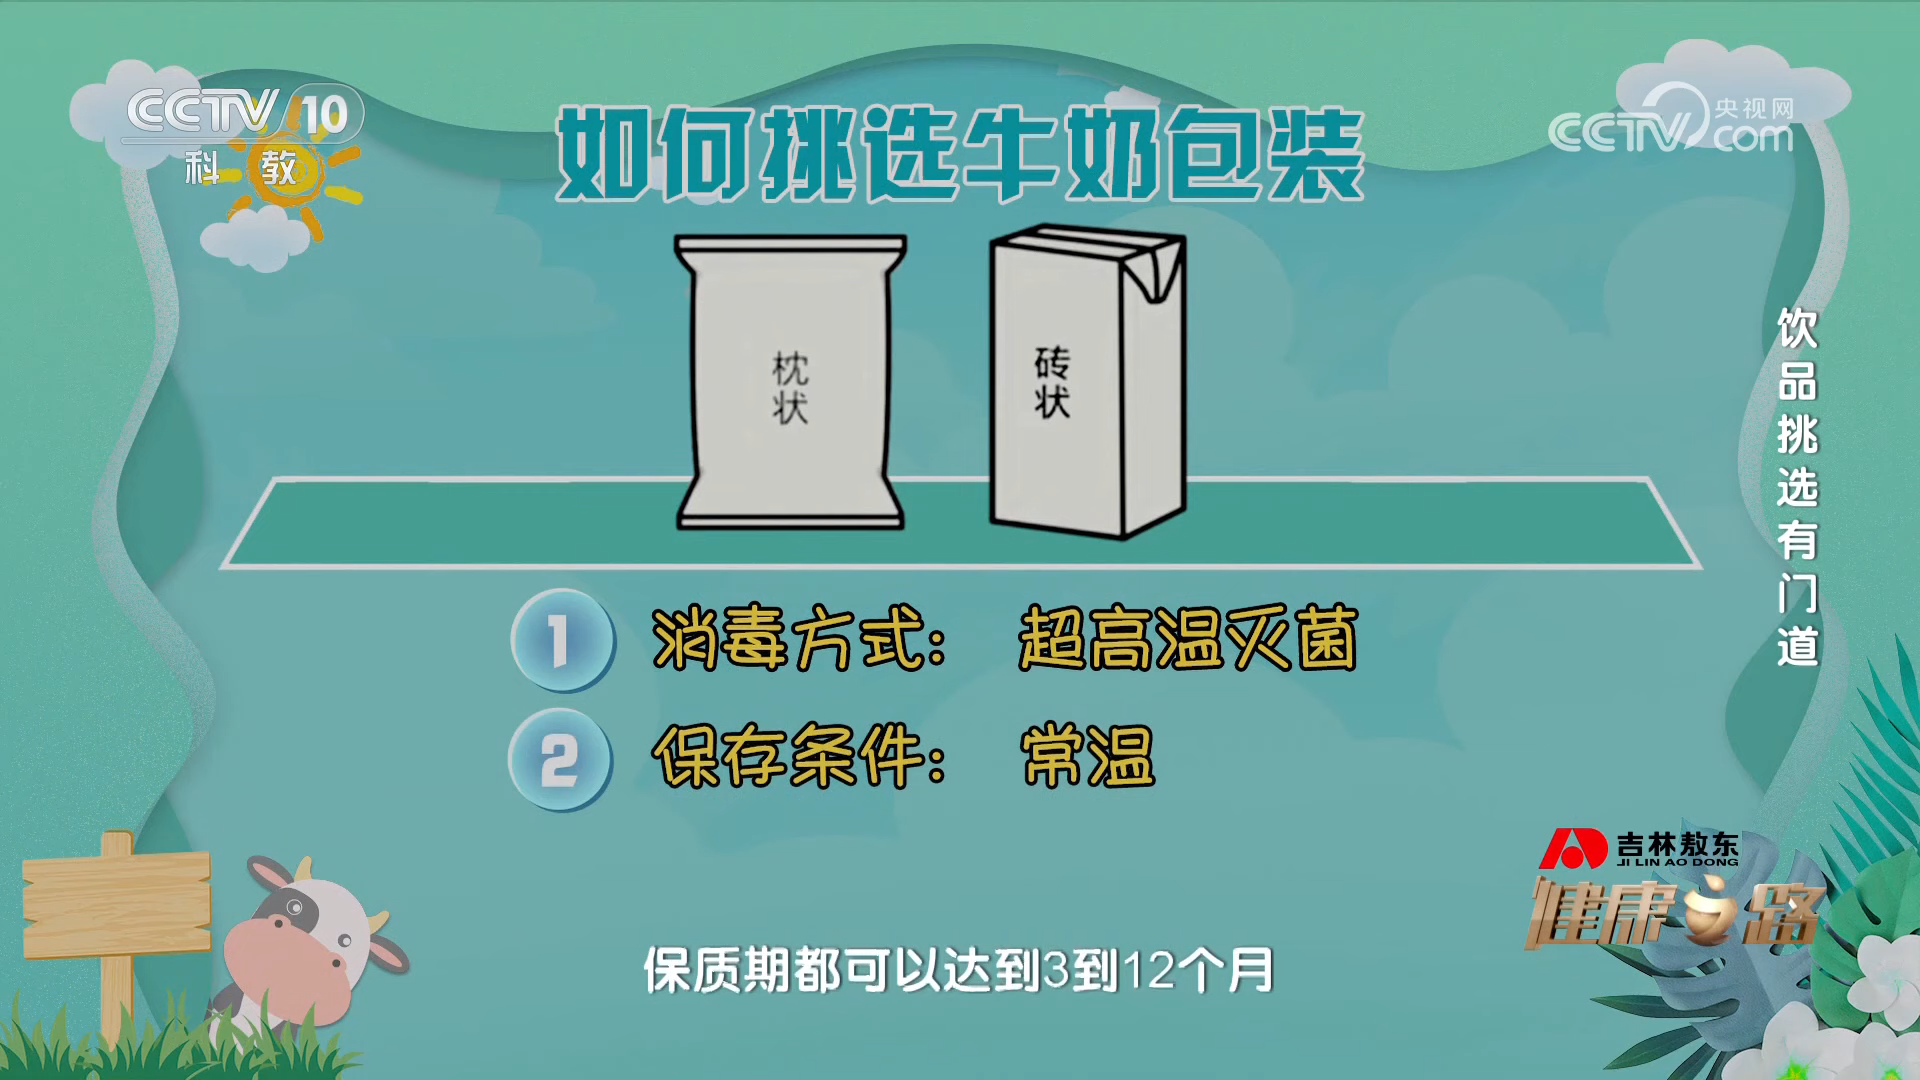 CCTV 10
科教
央视网
CCTV.com
如何挑选牛奶包装
枕状
砖状
饮品挑选有门道
1 消毒方式： 超高温灭菌
2 保存条件： 常温
吉林敖东
JI LIN AO DONG
健康之路
保质期都可以达到3到12个月